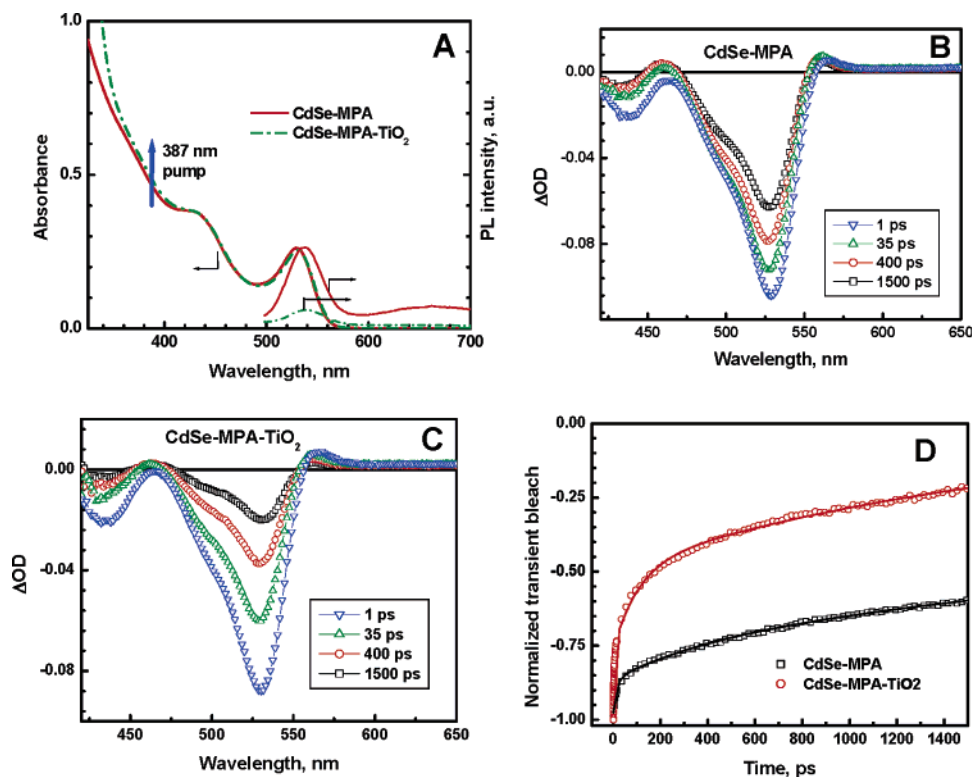 A
1.0
0.5
0.0
Absorbance
PL intensity, a.u.
CdSe-MPA
CdSe-MPA-TiO2
387 nm
pump
400
500
600
700
Wavelength, nm
B
CdSe-MPA
0.00
-0.04
-0.08
ΔOD
1 ps
35 ps
400 ps
1500 ps
450
500
550
600
650
Wavelength, nm
C
CdSe-MPA-TiO2
0.00
-0.04
-0.08
ΔOD
1 ps
35 ps
400 ps
1500 ps
450
500
550
600
650
Wavelength, nm
D
0.00
-0.25
-0.50
-0.75
-1.00
Normalized transient bleach
CdSe-MPA
CdSe-MPA-TiO2
0
200
400
600
800
1000
1200
1400
Time, ps